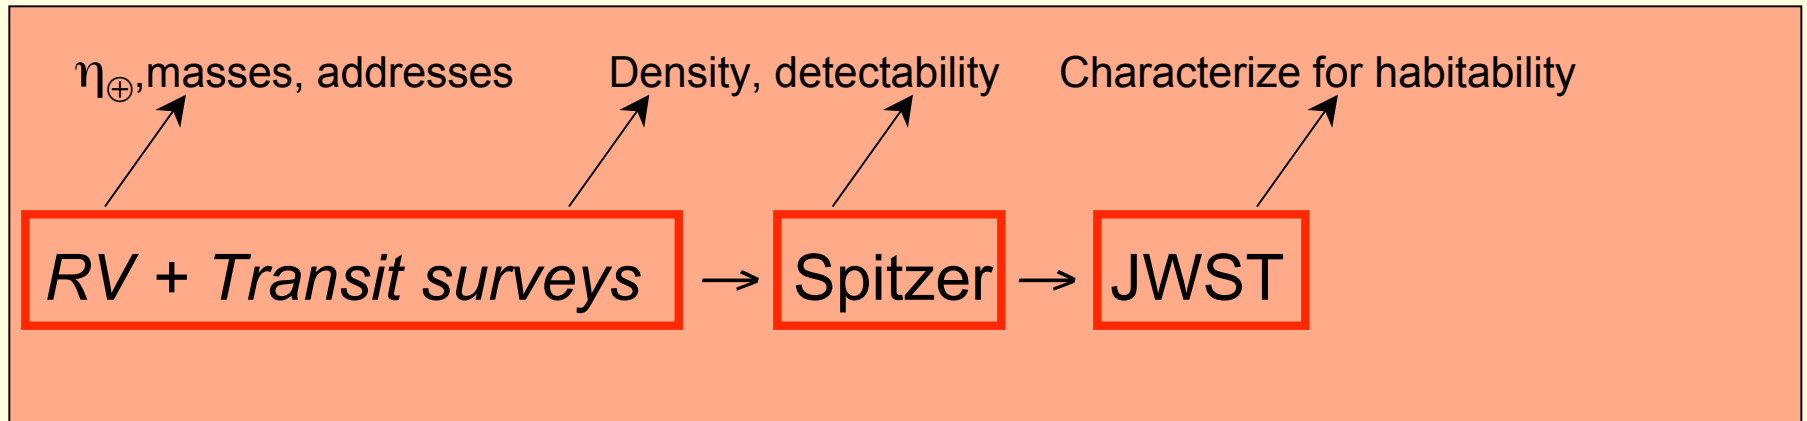 η⊕,masses, addresses Density, detectability Characterize for habitability
RV + Transit surveys → Spitzer → JWST